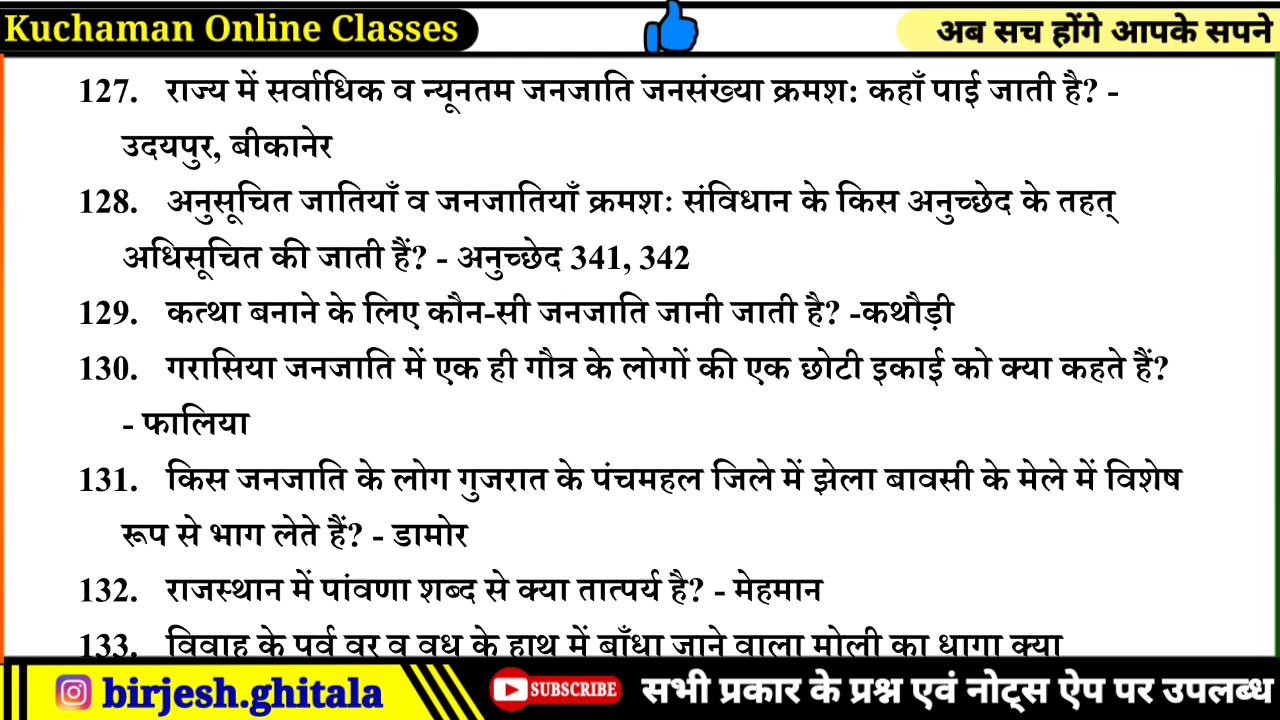 Kuchaman Online Classes
अब सच होंगे आपके सपने
127. राज्य में सर्वाधिक व न्यूनतम जनजाति जनसंख्या क्रमश: कहाँ पाई जाती है? -
उदयपुर, बीकानेर
128. अनुसूचित जातियाँ व जनजातियाँ क्रमशः संविधान के किस अनुच्छेद के तहत्
अधिसूचित की जाती हैं? - अनुच्छेद 341, 342
129. कत्था बनाने के लिए कौन-सी जनजाति जानी जाती है? -कथौड़ी
130. गरासिया जनजाति में एक ही गौत्र के लोगों की एक छोटी इकाई को क्या कहते हैं?
- फालिया
131. किस जनजाति के लोग गुजरात के पंचमहल जिले में झेला बावसी के मेले में विशेष
रूप से भाग लेते हैं? - डामोर
132. राजस्थान में पांवणा शब्द से क्या तात्पर्य है? - मेहमान
133. विवाह के पूर्व वर व वधू के हाथ में बाँधा जाने वाला मोली का धागा क्या
birjesh.ghitala
SUBSCRIBE
सभी प्रकार के प्रश्न एवं नोट्स ऐप पर उपलब्ध